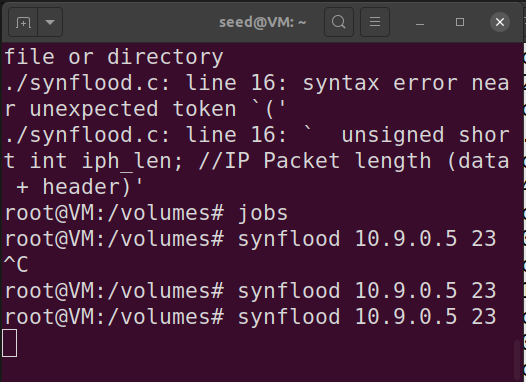 seed@VM: ~
file or directory
./synflood.c: line 16: syntax error nea
r unexpected token `('
./synflood.c: line 16: `  unsigned shor
t int iph_len; //IP Packet length (data
 + header)'
root@VM:/volumes# jobs
root@VM:/volumes# synflood 10.9.0.5 23
^C
root@VM:/volumes# synflood 10.9.0.5 23
root@VM:/volumes# synflood 10.9.0.5 23